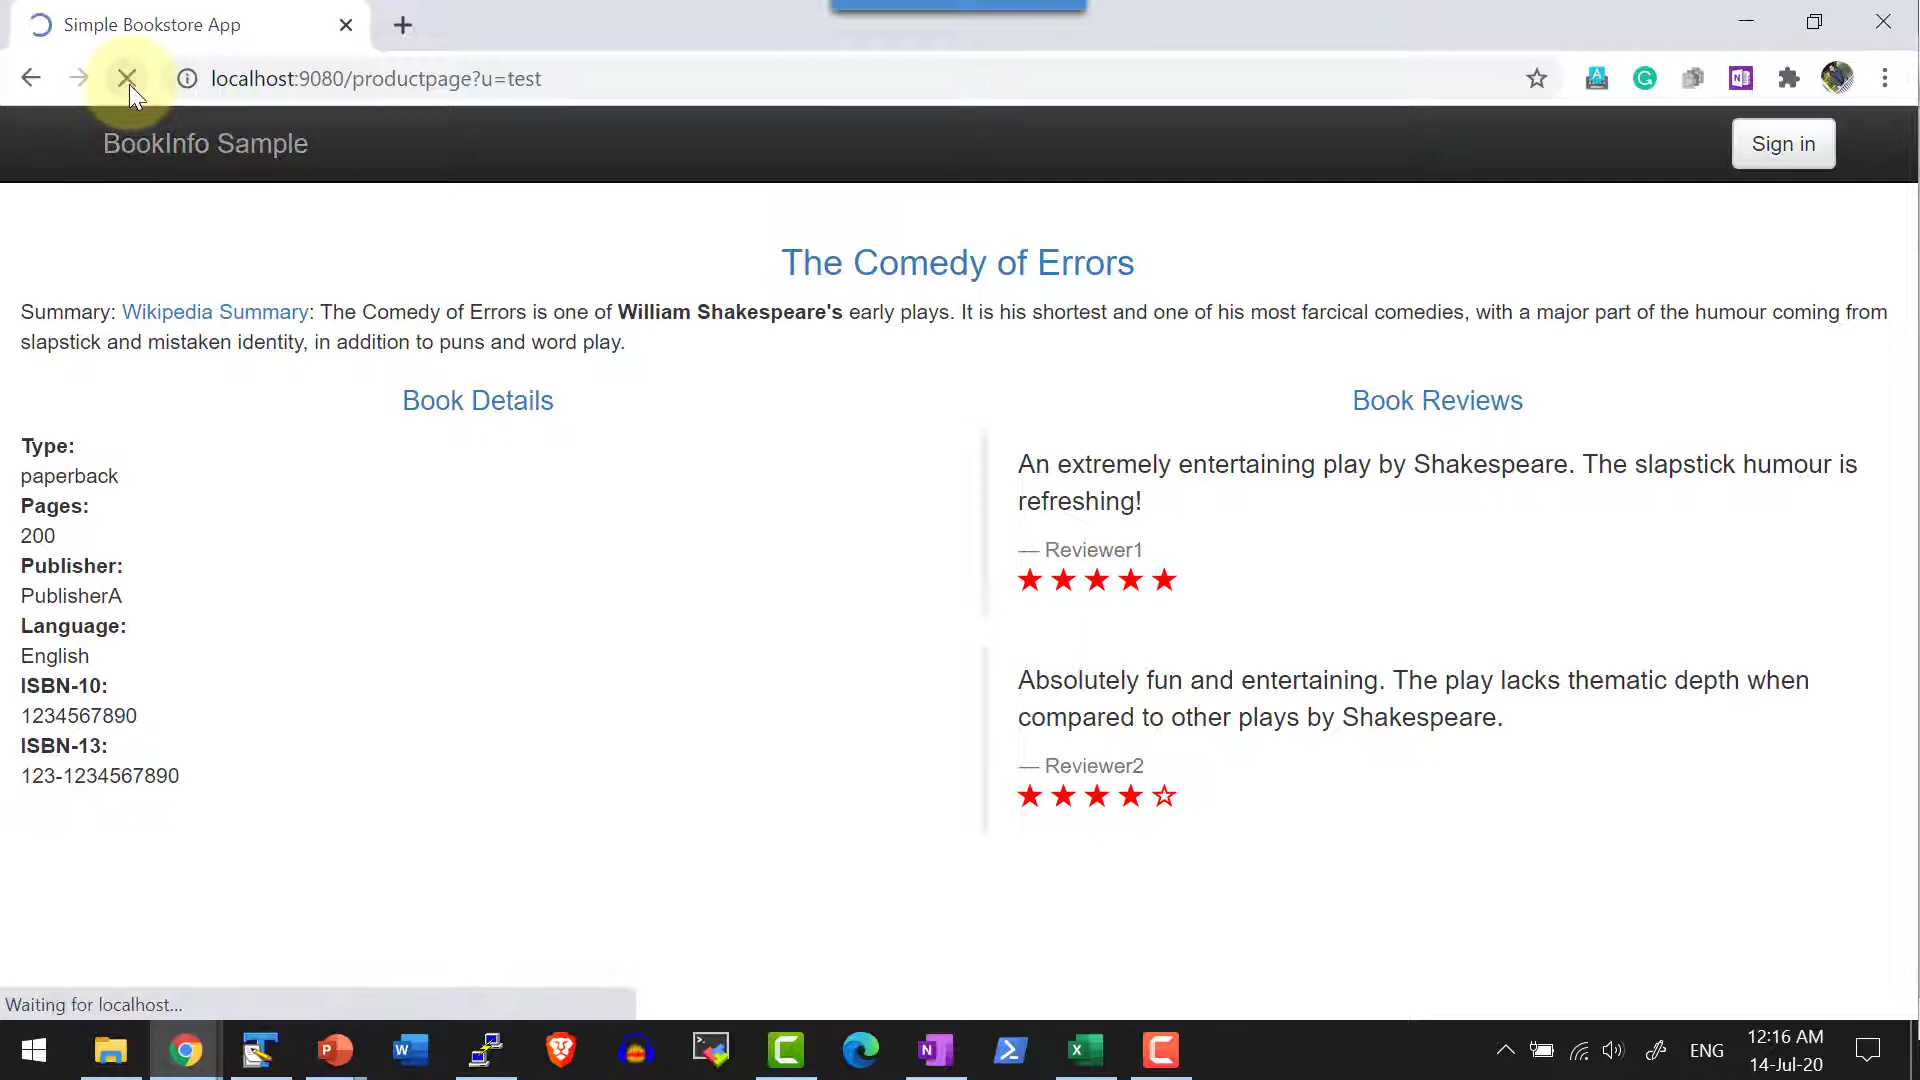 Simple Bookstore App
localhost:9080/productpage?u=test
BookInfo Sample
Sign in
The Comedy of Errors
Summary: Wikipedia Summary: The Comedy of Errors is one of William Shakespeare's early plays. It is his shortest and one of his most farcical comedies, with a major part of the humour coming from
slapstick and mistaken identity, in addition to puns and word play.
Book Details
Type:
paperback
Pages:
200
Publisher:
PublisherA
Language:
English
ISBN-10:
1234567890
ISBN-13:
123-1234567890
Book Reviews
An extremely entertaining play by Shakespeare. The slapstick humour is
refreshing!
— Reviewer1
Absolutely fun and entertaining. The play lacks thematic depth when
compared to other plays by Shakespeare.
— Reviewer2
Waiting for localhost...
ENG
12:16 AM
14-Jul-20